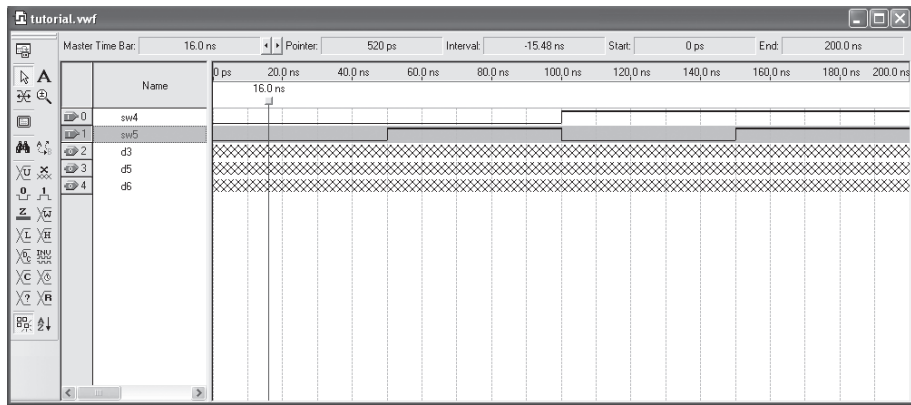 tutorial.vwf
Master Time Bar: 16.0 ns Pointer: 520 ps Interval: -15.48 ns Start: 0 ps End: 200.0 ns
Name
0 ps 20.0 ns 40.0 ns 60.0 ns 80.0 ns 100.0 ns 120.0 ns 140.0 ns 160.0 ns 180.0 ns 200.0 ns
16.0 ns
0 sw4
1 sw5
2 d3
3 d5
4 d6
A
0 1
Z W
L H
INV
C
? R